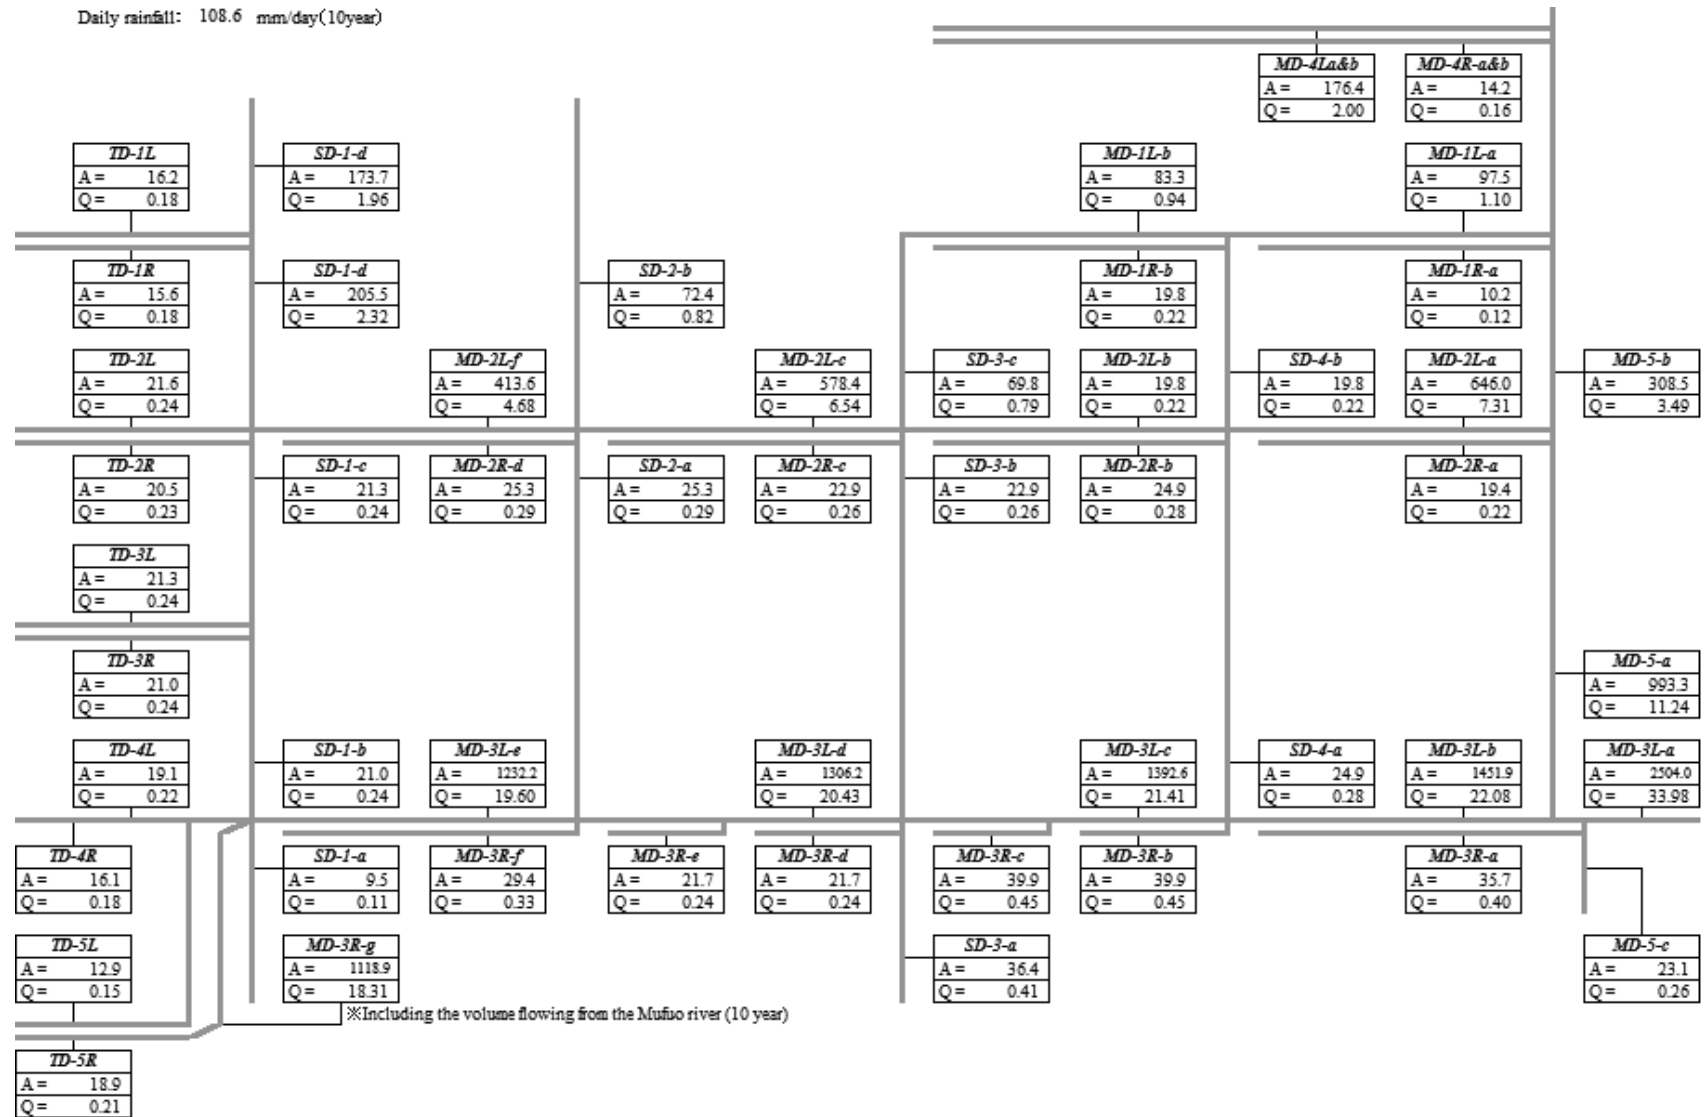 Daily rainfall: 108.6 mm/day(10year)
MD-4La&b MD-4R-a&b
A = 176.4 A = 14.2
Q = 2.00 Q = 0.16
TD-1L SD-1-d MD-1L-b MD-1L-a
A = 16.2 A = 173.7 A = 83.3 A = 97.5
Q = 0.18 Q = 1.96 Q = 0.94 Q = 1.10
TD-1R SD-1-d SD-2-b MD-1R-b MD-1R-a
A = 15.6 A = 205.5 A = 72.4 A = 19.8 A = 10.2
Q = 0.18 Q = 2.32 Q = 0.82 Q = 0.22 Q = 0.12
TD-2L MD-2L-f MD-2L-c SD-3-c MD-2L-b SD-4-b MD-2L-a MD-5-b
A = 21.6 A = 413.6 A = 578.4 A = 69.8 A = 19.8 A = 19.8 A = 646.0 A = 308.5
Q = 0.24 Q = 4.68 Q = 6.54 Q = 0.79 Q = 0.22 Q = 0.22 Q = 7.31 Q = 3.49
TD-2R SD-1-c MD-2R-d SD-2-a MD-2R-c SD-3-b MD-2R-b MD-2R-a
A = 20.5 A = 21.3 A = 25.3 A = 25.3 A = 22.9 A = 22.9 A = 24.9 A = 19.4
Q = 0.23 Q = 0.24 Q = 0.29 Q = 0.29 Q = 0.26 Q = 0.26 Q = 0.28 Q = 0.22
TD-3L
A = 21.3
Q = 0.24
TD-3R MD-5-a
A = 21.0 A = 993.3
Q = 0.24 Q = 11.24
TD-4L SD-1-b MD-3L-e MD-3L-d MD-3L-c SD-4-a MD-3L-b MD-3L-a
A = 19.1 A = 21.0 A = 1232.2 A = 1306.2 A = 1392.6 A = 24.9 A = 1451.9 A = 2504.0
Q = 0.22 Q = 0.24 Q = 19.60 Q = 20.43 Q = 21.41 Q = 0.28 Q = 22.08 Q = 33.98
TD-4R SD-1-a MD-3R-f MD-3R-e MD-3R-d MD-3R-c MD-3R-b MD-3R-a
A = 16.1 A = 9.5 A = 29.4 A = 21.7 A = 21.7 A = 39.9 A = 39.9 A = 35.7
Q = 0.18 Q = 0.11 Q = 0.33 Q = 0.24 Q = 0.24 Q = 0.45 Q = 0.45 Q = 0.40
TD-5L MD-3R-g SD-3-a MD-5-c
A = 12.9 A = 1118.9 A = 36.4 A = 23.1
Q = 0.15 Q = 18.31 Q = 0.41 Q = 0.26
※Including the volume flowing from the Mufuo river (10 year)
TD-5R
A = 18.9
Q = 0.21